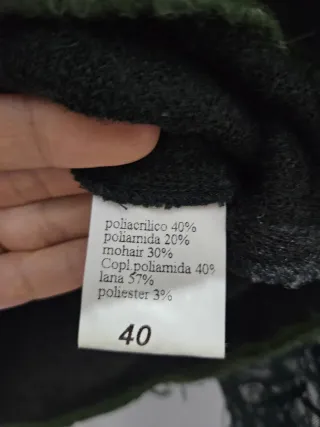 poliacrilico 40%
poliamida 20%
mohair 30%
Copl poliamida 40%
lana 57%
poliester 3%
40